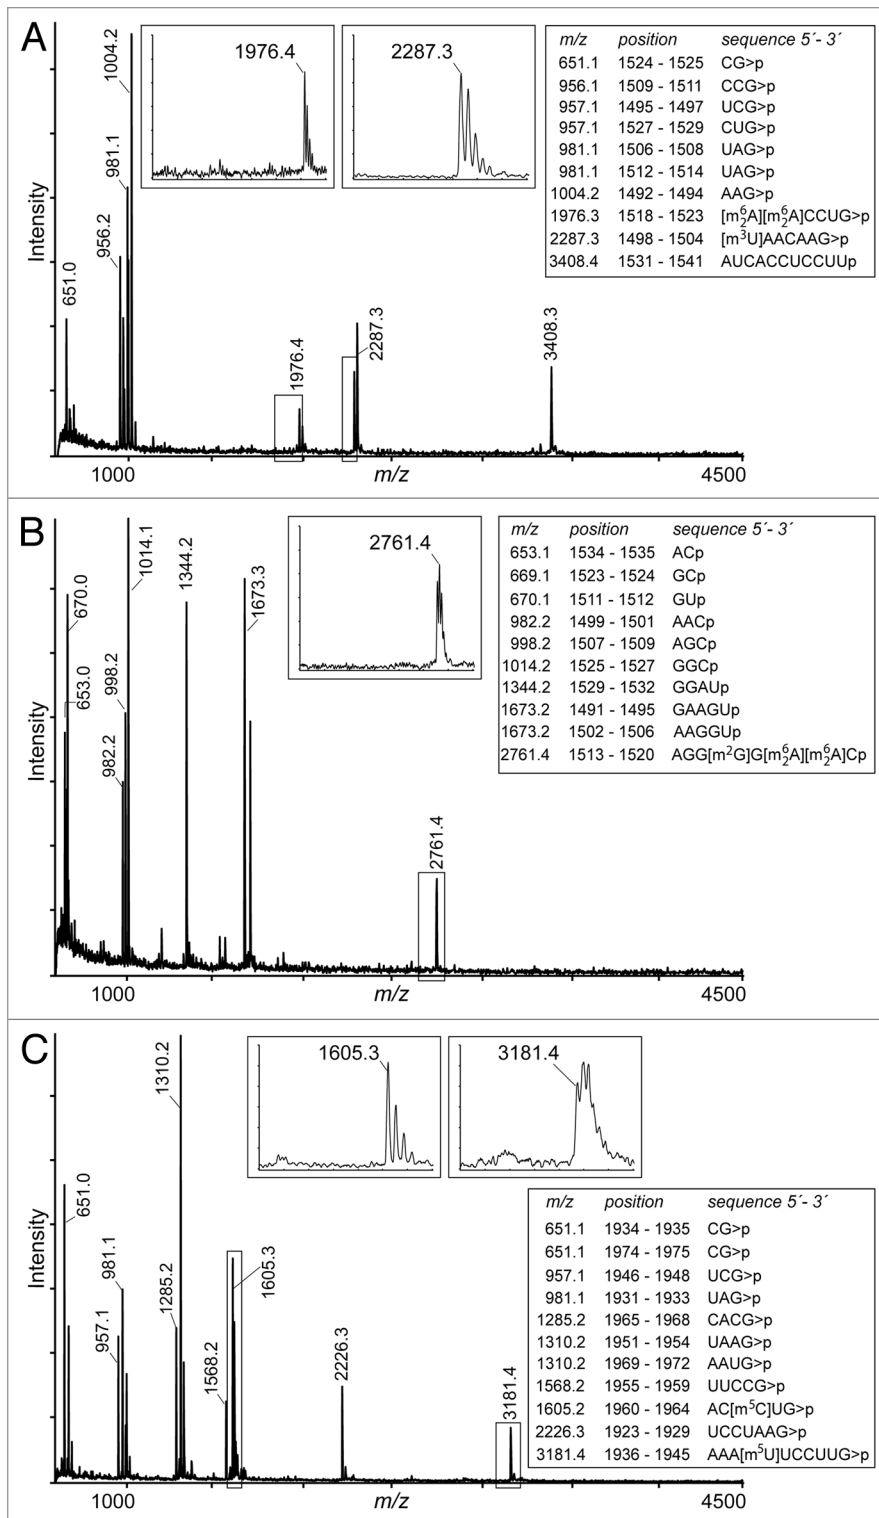 A
Intensity
651.0
956.2
981.1
1004.2
1976.4
2287.3
3408.3
1976.4
2287.3
m/z position sequence 5´- 3´
651.1 1524 - 1525 CG>p
956.1 1509 - 1511 CCG>p
957.1 1495 - 1497 UCG>p
957.1 1527 - 1529 CUG>p
981.1 1506 - 1508 UAG>p
981.1 1512 - 1514 UAG>p
1004.2 1492 - 1494 AAG>p
1976.3 1518 - 1523 [m⁶₂A][m⁶₂A]CCUG>p
2287.3 1498 - 1504 [m³U]AACAAG>p
3408.4 1531 - 1541 AUCACCUCCUUp
1000 m/z 4500
B
Intensity
653.0
670.0
982.2
998.2
1014.1
1344.2
1673.3
2761.4
2761.4
m/z position sequence 5´- 3´
653.1 1534 - 1535 ACp
669.1 1523 - 1524 GCp
670.1 1511 - 1512 GUp
982.2 1499 - 1501 AACp
998.2 1507 - 1509 AGCp
1014.2 1525 - 1527 GGCp
1344.2 1529 - 1532 GGAUp
1673.2 1491 - 1495 GAAGUp
1673.2 1502 - 1506 AAGGUp
2761.4 1513 - 1520 AGG[m²G]G[m⁶₂A][m⁶₂A]Cp
1000 m/z 4500
C
Intensity
651.0
957.1
981.1
1285.2
1310.2
1568.2
1605.3
2226.3
3181.4
1605.3
3181.4
m/z position sequence 5´- 3´
651.1 1934 - 1935 CG>p
651.1 1974 - 1975 CG>p
957.1 1946 - 1948 UCG>p
981.1 1931 - 1933 UAG>p
1285.2 1965 - 1968 CACG>p
1310.2 1951 - 1954 UAAG>p
1310.2 1969 - 1972 AAUG>p
1568.2 1955 - 1959 UUCCG>p
1605.2 1960 - 1964 AC[m⁵C]UG>p
2226.3 1923 - 1929 UCCUAAG>p
3181.4 1936 - 1945 AAA[m⁵U]UCCUUG>p
1000 m/z 4500